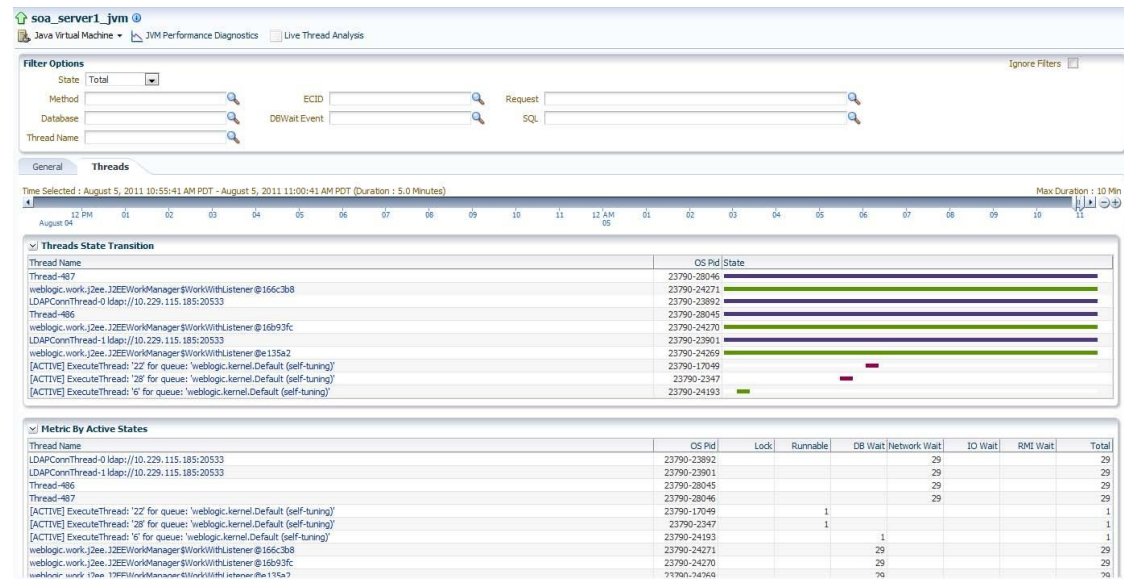 soa_server1_jvm
Java Virtual Machine JVM Performance Diagnostics Live Thread Analysis
Filter Options Ignore Filters
State Total
Method ECID Request
Database DBWait Event SQL
Thread Name
General Threads
Time Selected : August 5, 2011 10:55:41 AM PDT - August 5, 2011 11:00:41 AM PDT (Duration : 5.0 Minutes) Max Duration : 10 Min
12 PM 01 02 03 04 05 06 07 08 09 10 11 12 AM 01 02 03 04 05 06 07 08 09 10 11
August 04 05
Threads State Transition
Thread Name OS Pid State
Thread-487 23790-28046
weblogic.work.j2ee.J2EEWorkManager$WorkWithListener@166c3b8 23790-24271
LDAPConnThread-0 ldap://10.229.115.185:20533 23790-23892
Thread-486 23790-28045
weblogic.work.j2ee.J2EEWorkManager$WorkWithListener@16b93fc 23790-24270
LDAPConnThread-1 ldap://10.229.115.185:20533 23790-23901
weblogic.work.j2ee.J2EEWorkManager$WorkWithListener@e135a2 23790-24269
[ACTIVE] ExecuteThread: '22' for queue: 'weblogic.kernel.Default (self-tuning)' 23790-17049
[ACTIVE] ExecuteThread: '28' for queue: 'weblogic.kernel.Default (self-tuning)' 23790-2347
[ACTIVE] ExecuteThread: '6' for queue: 'weblogic.kernel.Default (self-tuning)' 23790-24193
Metric By Active States
Thread Name OS Pid Lock Runnable DB Wait Network Wait IO Wait RMI Wait Total
LDAPConnThread-0 ldap://10.229.115.185:20533 23790-23892 29 29
LDAPConnThread-1 ldap://10.229.115.185:20533 23790-23901 29 29
Thread-486 23790-28045 29 29
Thread-487 23790-28046 29 29
[ACTIVE] ExecuteThread: '22' for queue: 'weblogic.kernel.Default (self-tuning)' 23790-17049 1 1
[ACTIVE] ExecuteThread: '28' for queue: 'weblogic.kernel.Default (self-tuning)' 23790-2347 1 1
[ACTIVE] ExecuteThread: '6' for queue: 'weblogic.kernel.Default (self-tuning)' 23790-24193 1 1
weblogic.work.j2ee.J2EEWorkManager$WorkWithListener@166c3b8 23790-24271 29 29
weblogic.work.j2ee.J2EEWorkManager$WorkWithListener@16b93fc 23790-24270 29 29
weblogic.work.j2ee.J2EEWorkManager$WorkWithListener@e135a2 23790-24269 29 29